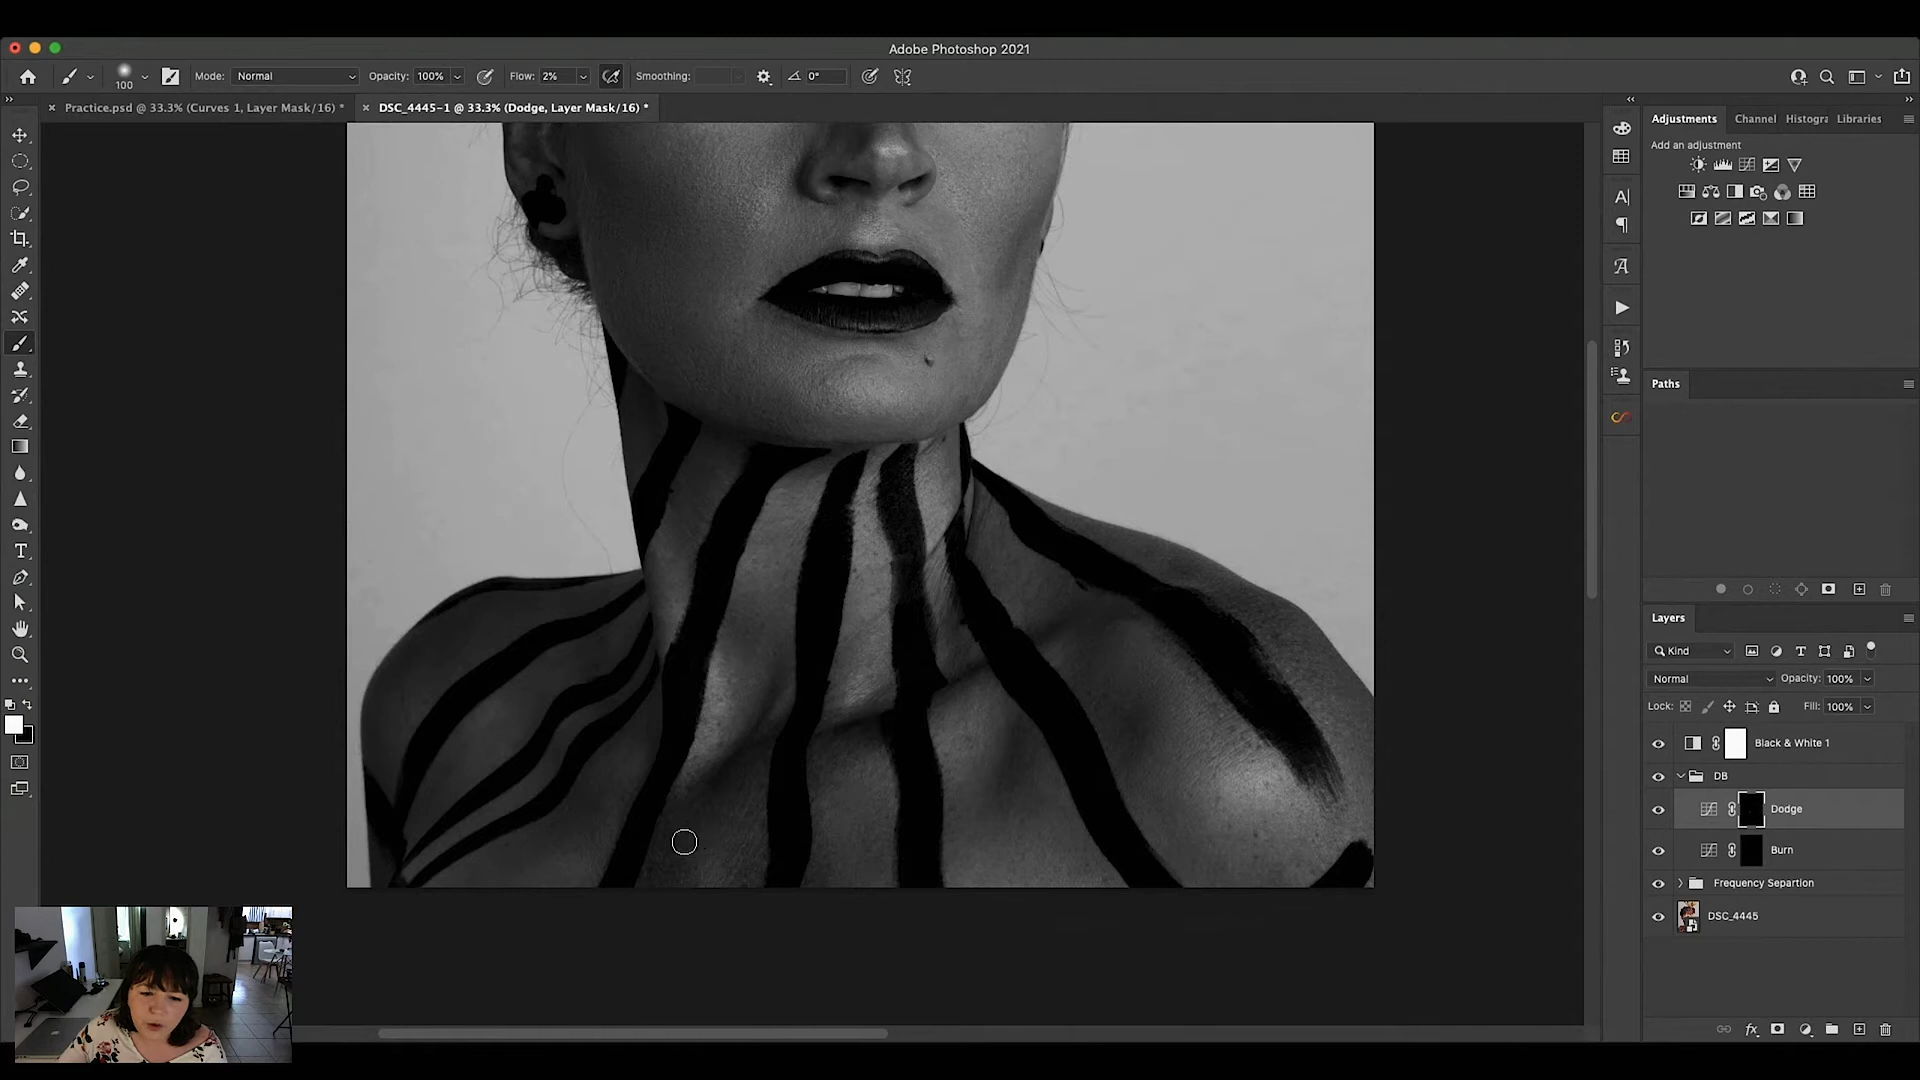 Adobe Photoshop 2021
100 Mode: Normal Opacity: 100% Flow: 2% Smoothing: 0°
Practice.psd @ 33.3% (Curves 1, Layer Mask/16) * DSC_4445-1 @ 33.3% (Dodge, Layer Mask/16) *
Adjustments Channel Histogra Libraries
Add an adjustment
Paths
Layers
Kind
Normal Opacity: 100%
Lock: Fill: 100%
Black & White 1
DB
Dodge
Burn
Frequency Separtion
DSC_4445